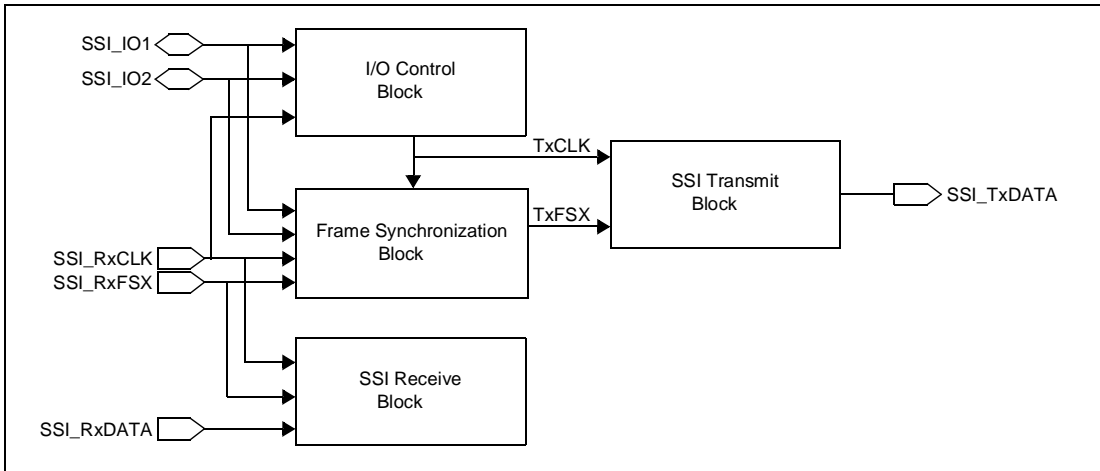 SSI_IO1
SSI_IO2
I/O Control
Block
TxCLK
SSI Transmit
Block
SSI_TxDATA
TxFSX
Frame Synchronization
Block
SSI_RxCLK
SSI_RxFSX
SSI Receive
Block
SSI_RxDATA